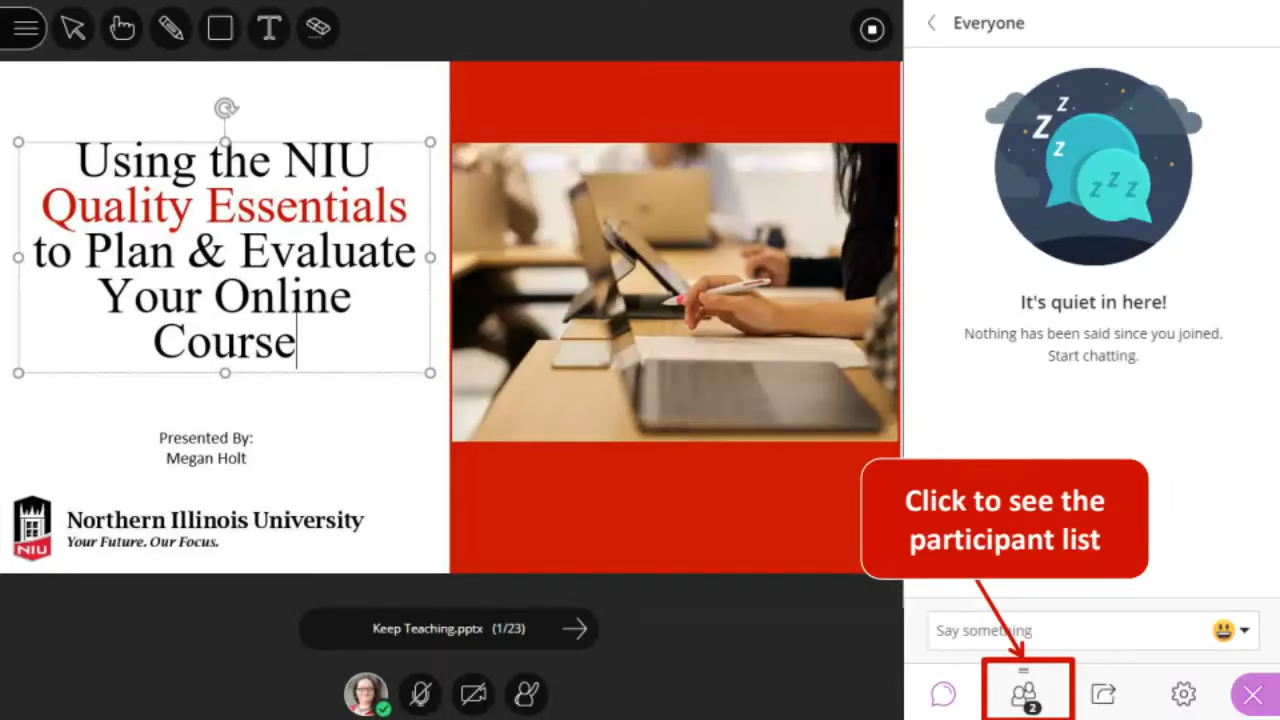 Everyone
Using the NIU
Quality Essentials
to Plan & Evaluate
Your Online
Course
Presented By:
Megan Holt
NIU
Northern Illinois University
Your Future. Our Focus.
Z
Z
Z
Z Z Z
It's quiet in here!
Nothing has been said since you joined.
Start chatting.
Click to see the
participant list
Say something
Keep Teaching.pptx (1/23)
2